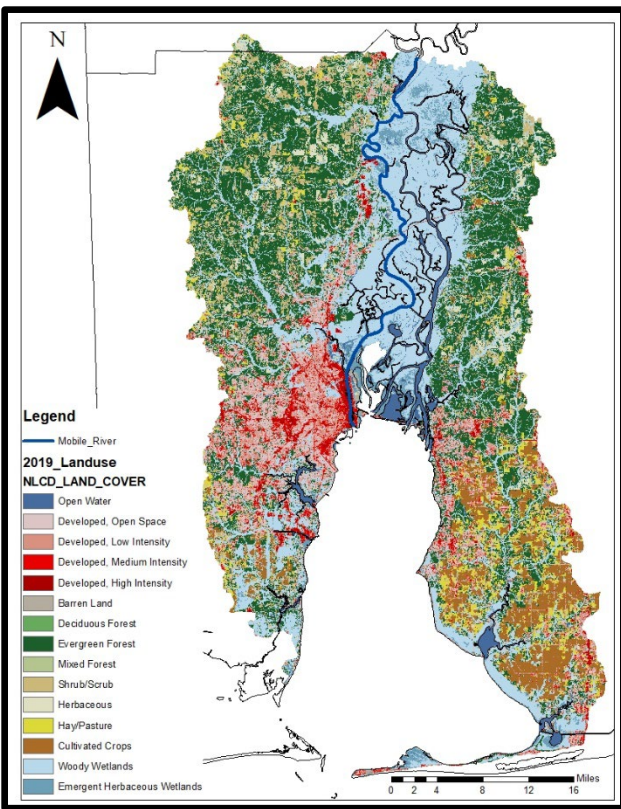 N
Legend
Mobile_River
2019_Landuse
NLCD_LAND_COVER
Open Water
Developed, Open Space
Developed, Low Intensity
Developed, Medium Intensity
Developed, High Intensity
Barren Land
Deciduous Forest
Evergreen Forest
Mixed Forest
Shrub/Scrub
Herbaceous
Hay/Pasture
Cultivated Crops
Woody Wetlands
Emergent Herbaceous Wetlands
Miles
0 2 4 8 12 16